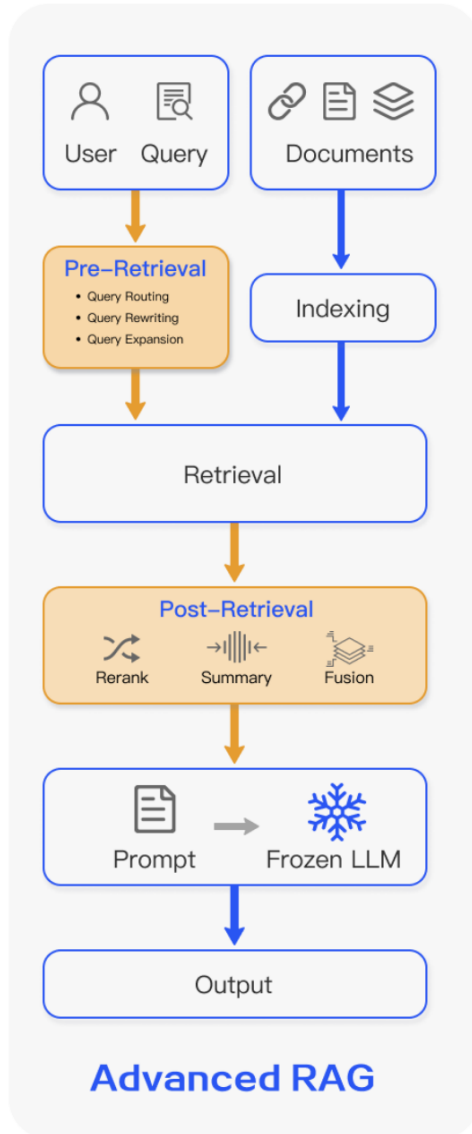 User Query
Documents
Pre-Retrieval
• Query Routing
• Query Rewriting
• Query Expansion
Indexing
Retrieval
Post-Retrieval
Rerank Summary Fusion
Prompt Frozen LLM
Output
Advanced RAG